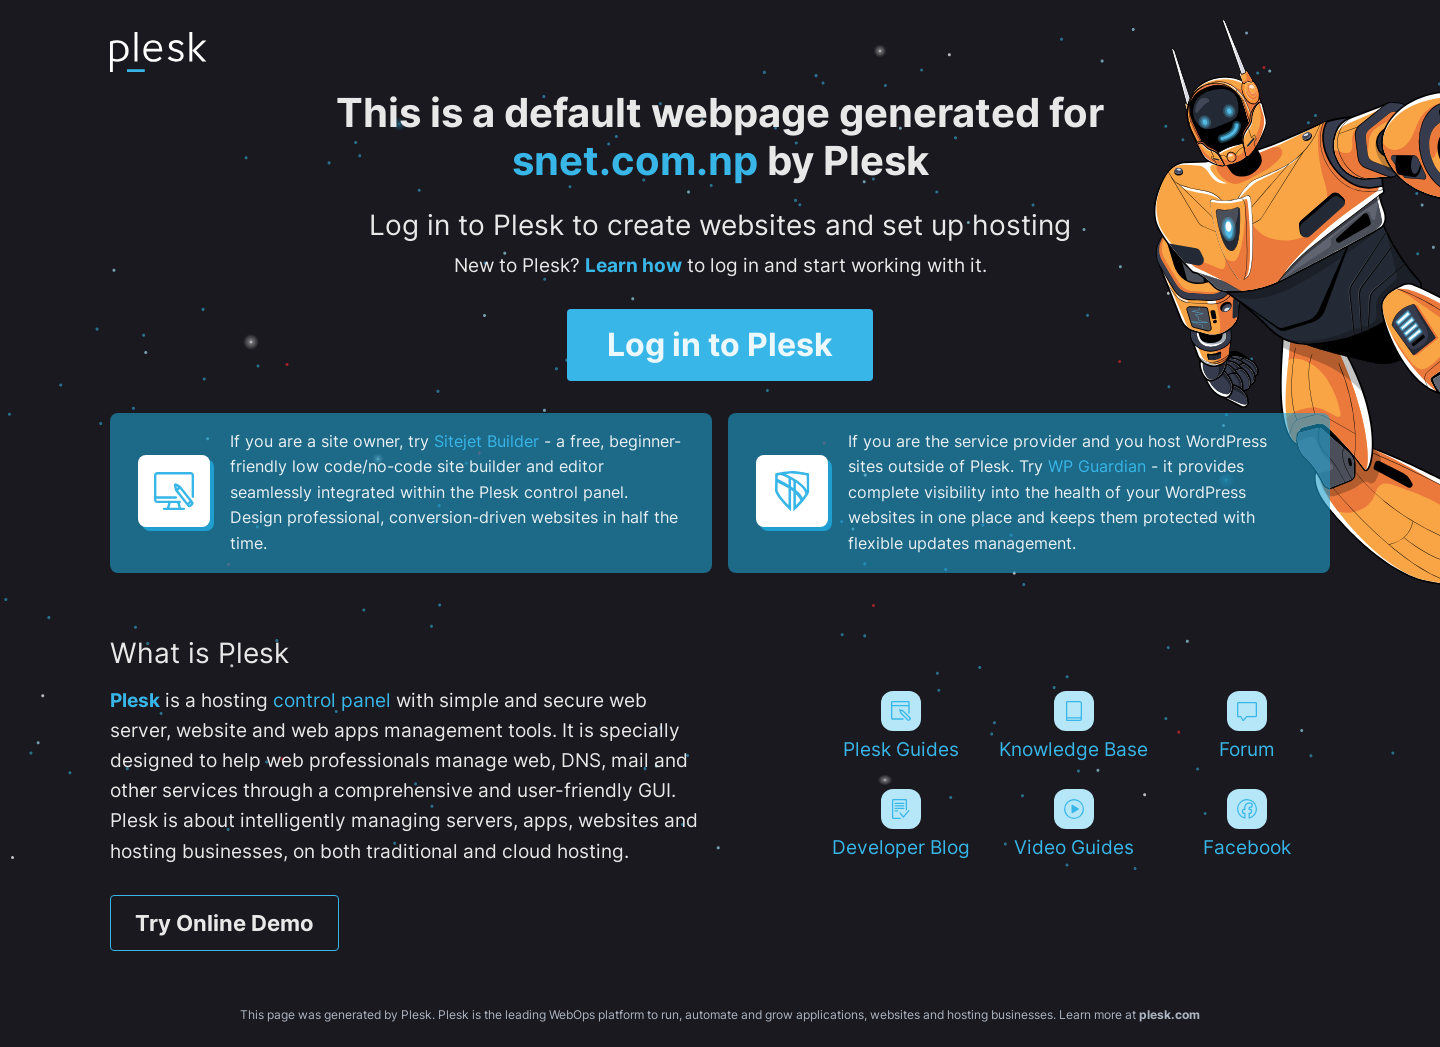 plesk
This is a default webpage generated for
snet.com.np by Plesk
Log in to Plesk to create websites and set up hosting
New to Plesk? Learn how to log in and start working with it.
Log in to Plesk
If you are a site owner, try Sitejet Builder - a free, beginner-
friendly low code/no-code site builder and editor
seamlessly integrated within the Plesk control panel.
Design professional, conversion-driven websites in half the
time.
If you are the service provider and you host WordPress
sites outside of Plesk. Try WP Guardian - it provides
complete visibility into the health of your WordPress
websites in one place and keeps them protected with
flexible updates management.
What is Plesk
Plesk is a hosting control panel with simple and secure web
server, website and web apps management tools. It is specially
designed to help web professionals manage web, DNS, mail and
other services through a comprehensive and user-friendly GUI.
Plesk is about intelligently managing servers, apps, websites and
hosting businesses, on both traditional and cloud hosting.
Try Online Demo
Plesk Guides
Knowledge Base
Forum
Developer Blog
Video Guides
Facebook
This page was generated by Plesk. Plesk is the leading WebOps platform to run, automate and grow applications, websites and hosting businesses. Learn more at plesk.com